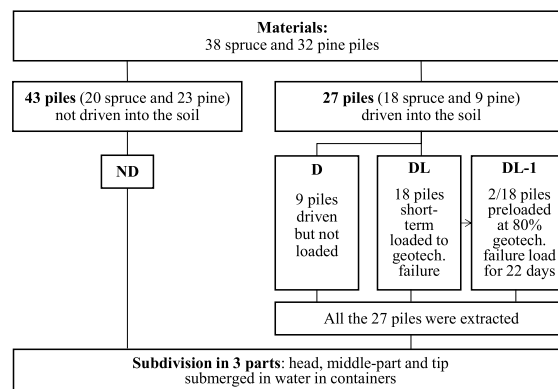 Materials:
38 spruce and 32 pine piles
43 piles (20 spruce and 23 pine)
not driven into the soil
27 piles (18 spruce and 9 pine)
driven into the soil
ND
D
9 piles
driven
but not
loaded
DL
18 piles
short-
term
loaded to
geotech.
failure
DL-1
2/18 piles
preloaded
at 80%
geotech.
failure load
for 22 days
All the 27 piles were extracted
Subdivision in 3 parts: head, middle-part and tip
submerged in water in containers